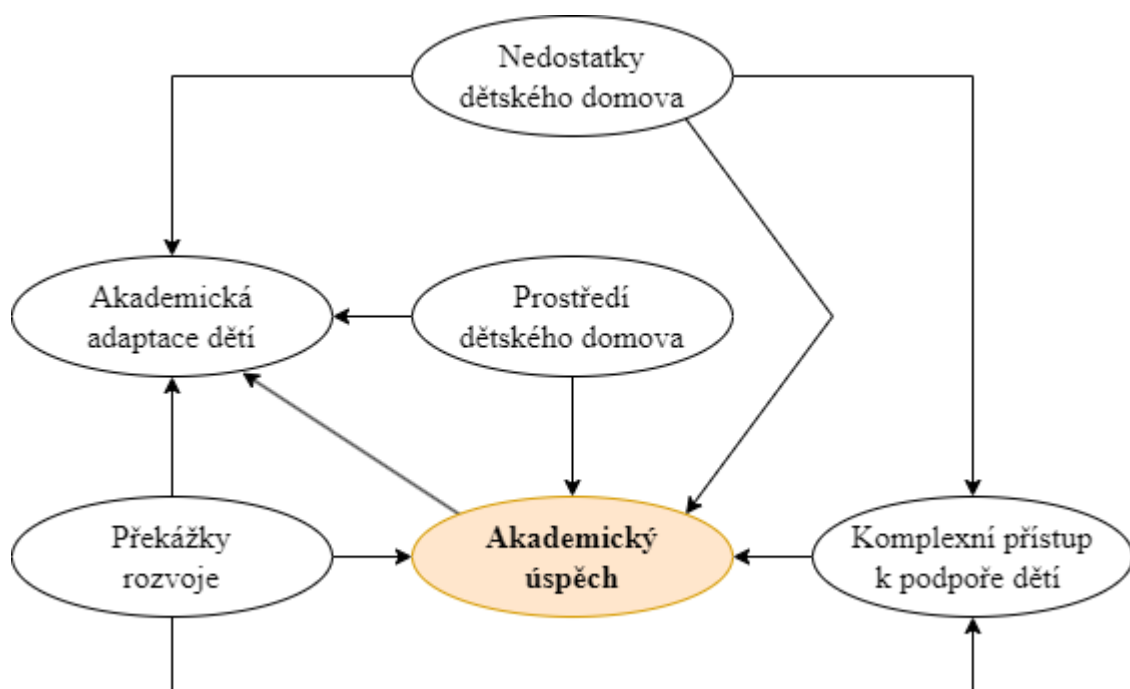 Nedostatky
dětského domova
Akademická
adaptace dětí
Prostředí
dětského domova
Překážky
rozvoje
Akademický
úspěch
Komplexní přístup
k podpoře dětí